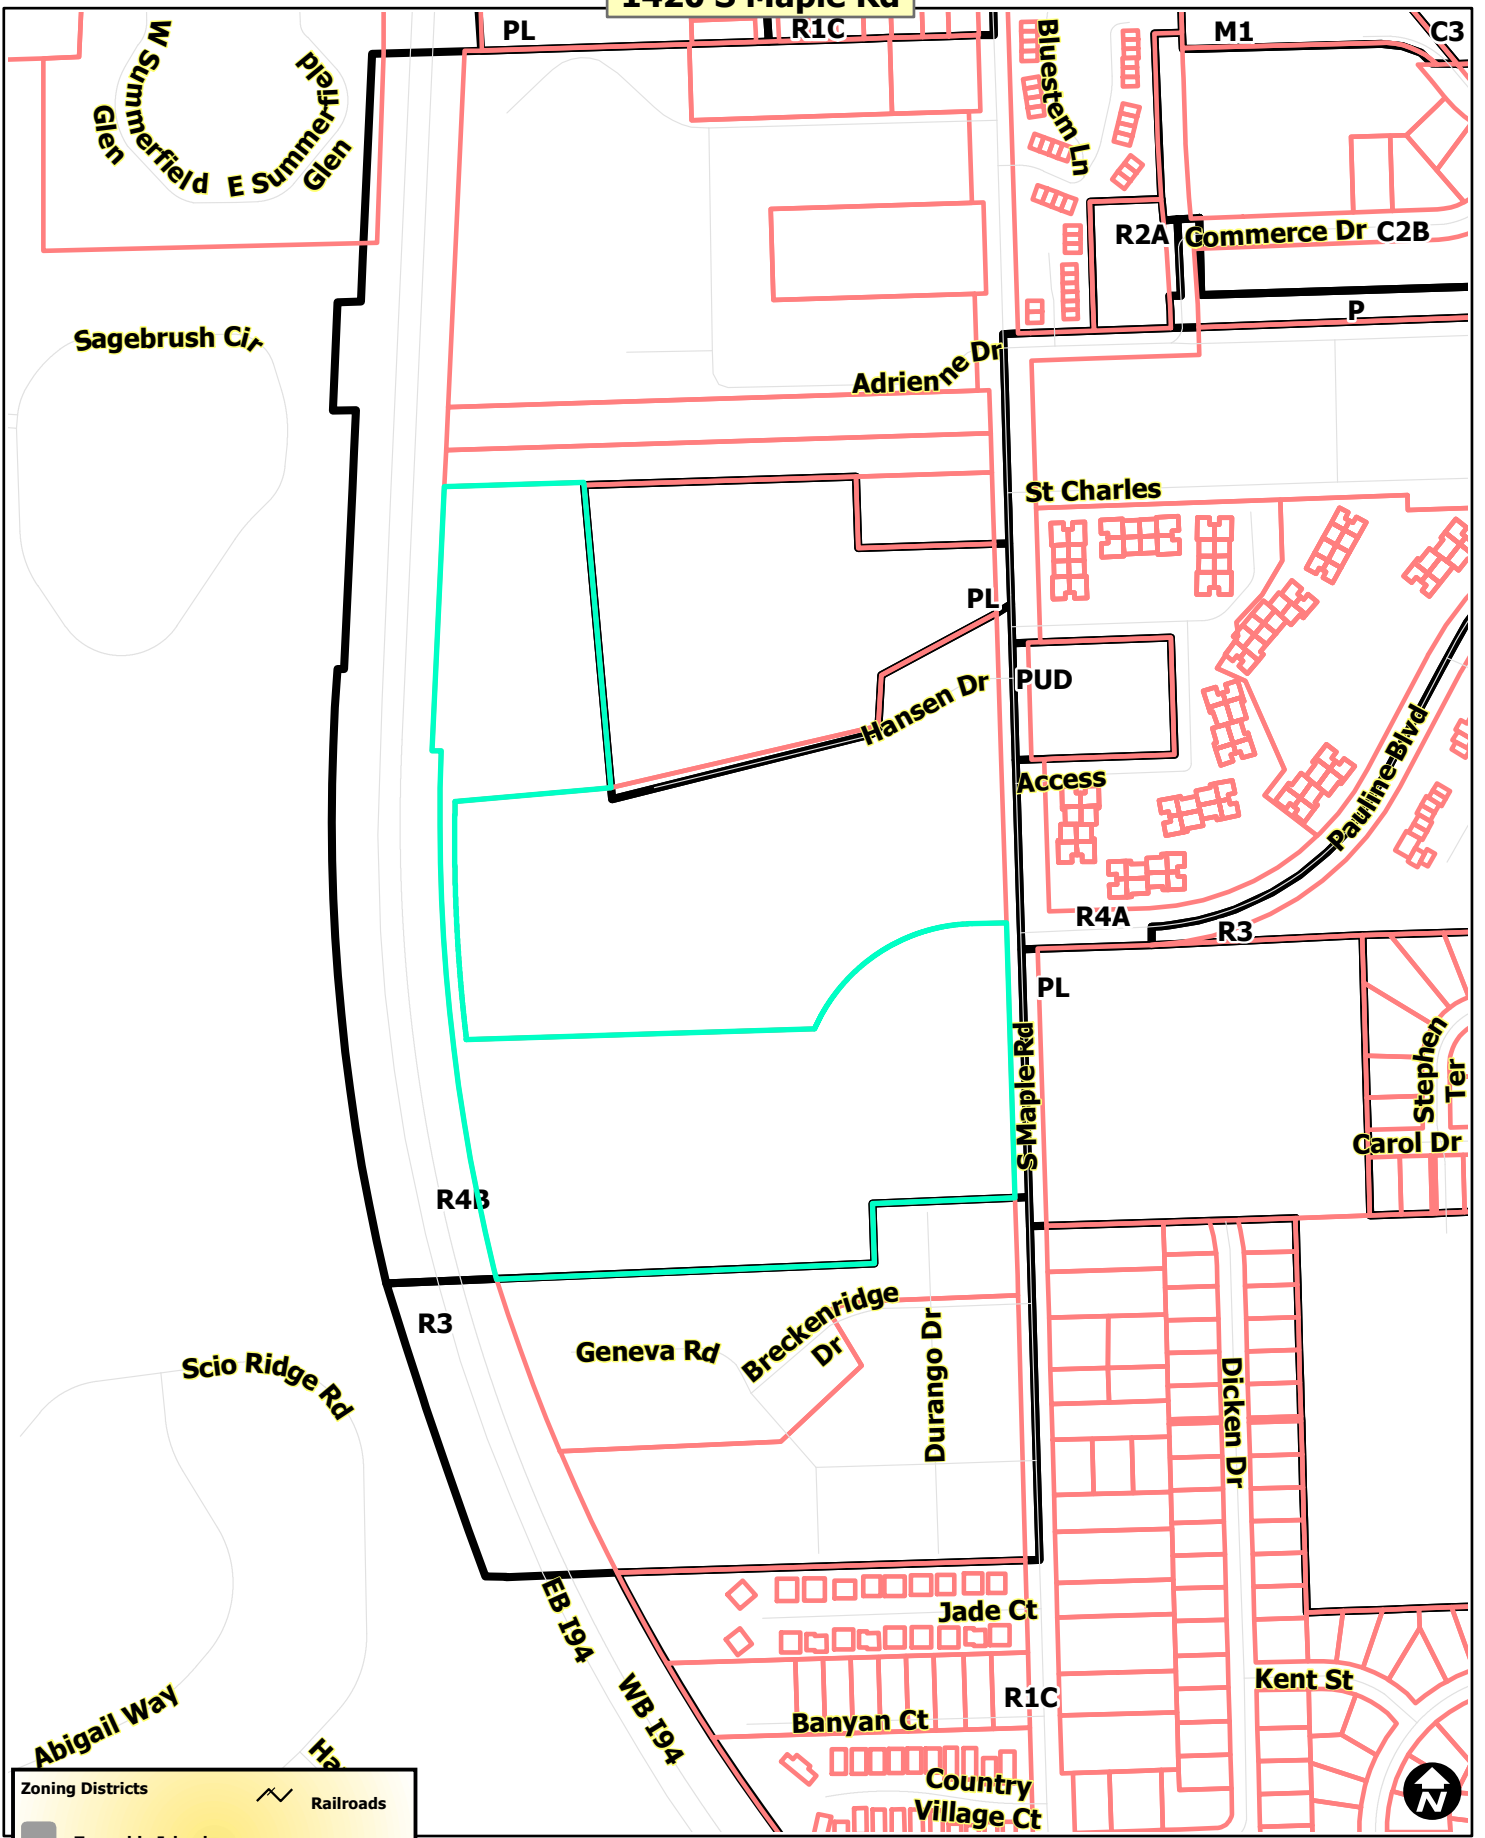 1420 S Maple Rd
PL
R1C
M1
C3
W Summerfield
Glen
E Summerfield
Glen
Bluestem Ln
R2A
Commerce Dr
C2B
P
Sagebrush Cir
Adrienne Dr
St Charles
PL
Hansen Dr
PUD
Access
Pauline Blvd
R4A
R3
PL
S Maple Rd
Stephen
Ter
Carol Dr
R4B
R3
Breckenridge
Dr
Geneva Rd
Durango Dr
Dicken Dr
Scio Ridge Rd
EB I94
Jade Ct
WB I94
Kent St
R1C
Banyan Ct
Abigail Way
Country
Village Ct
Zoning Districts
Railroads
N